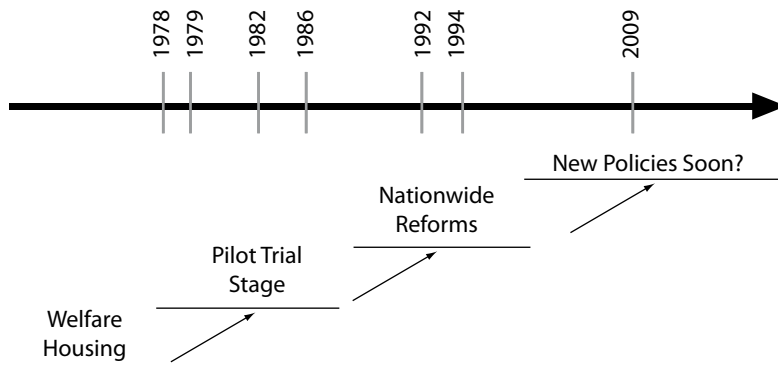 1978
1979
1982
1986
1992
1994
2009
New Policies Soon?
Nationwide
Reforms
Pilot Trial
Stage
Welfare
Housing